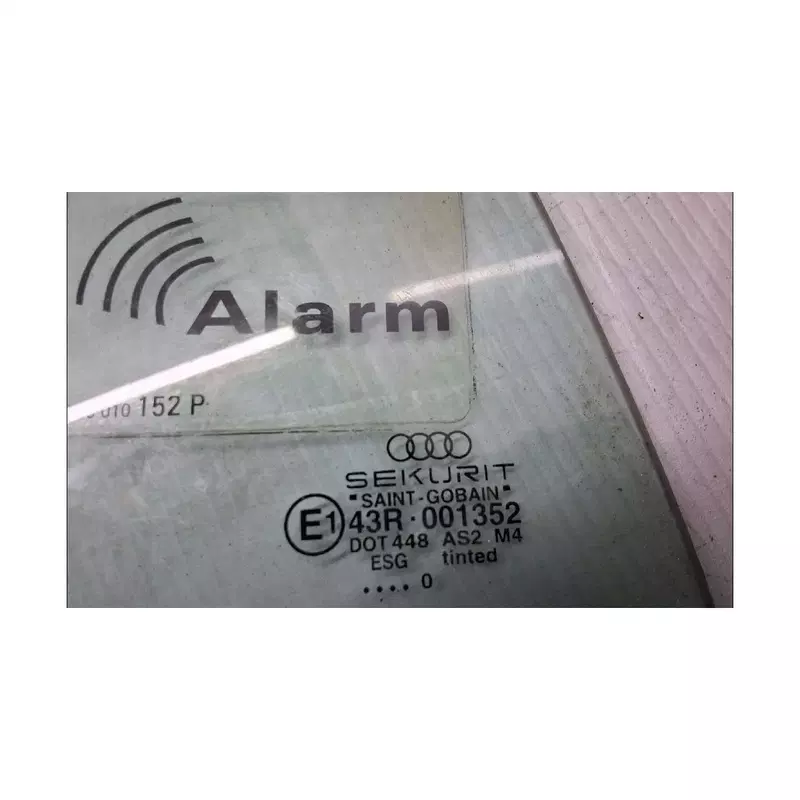 Alarm
010 152 P
SEKURIT
"SAINT-GOBAIN"
E1 43R·001352
DOT 448 AS2 M4
ESG tinted
.... 0